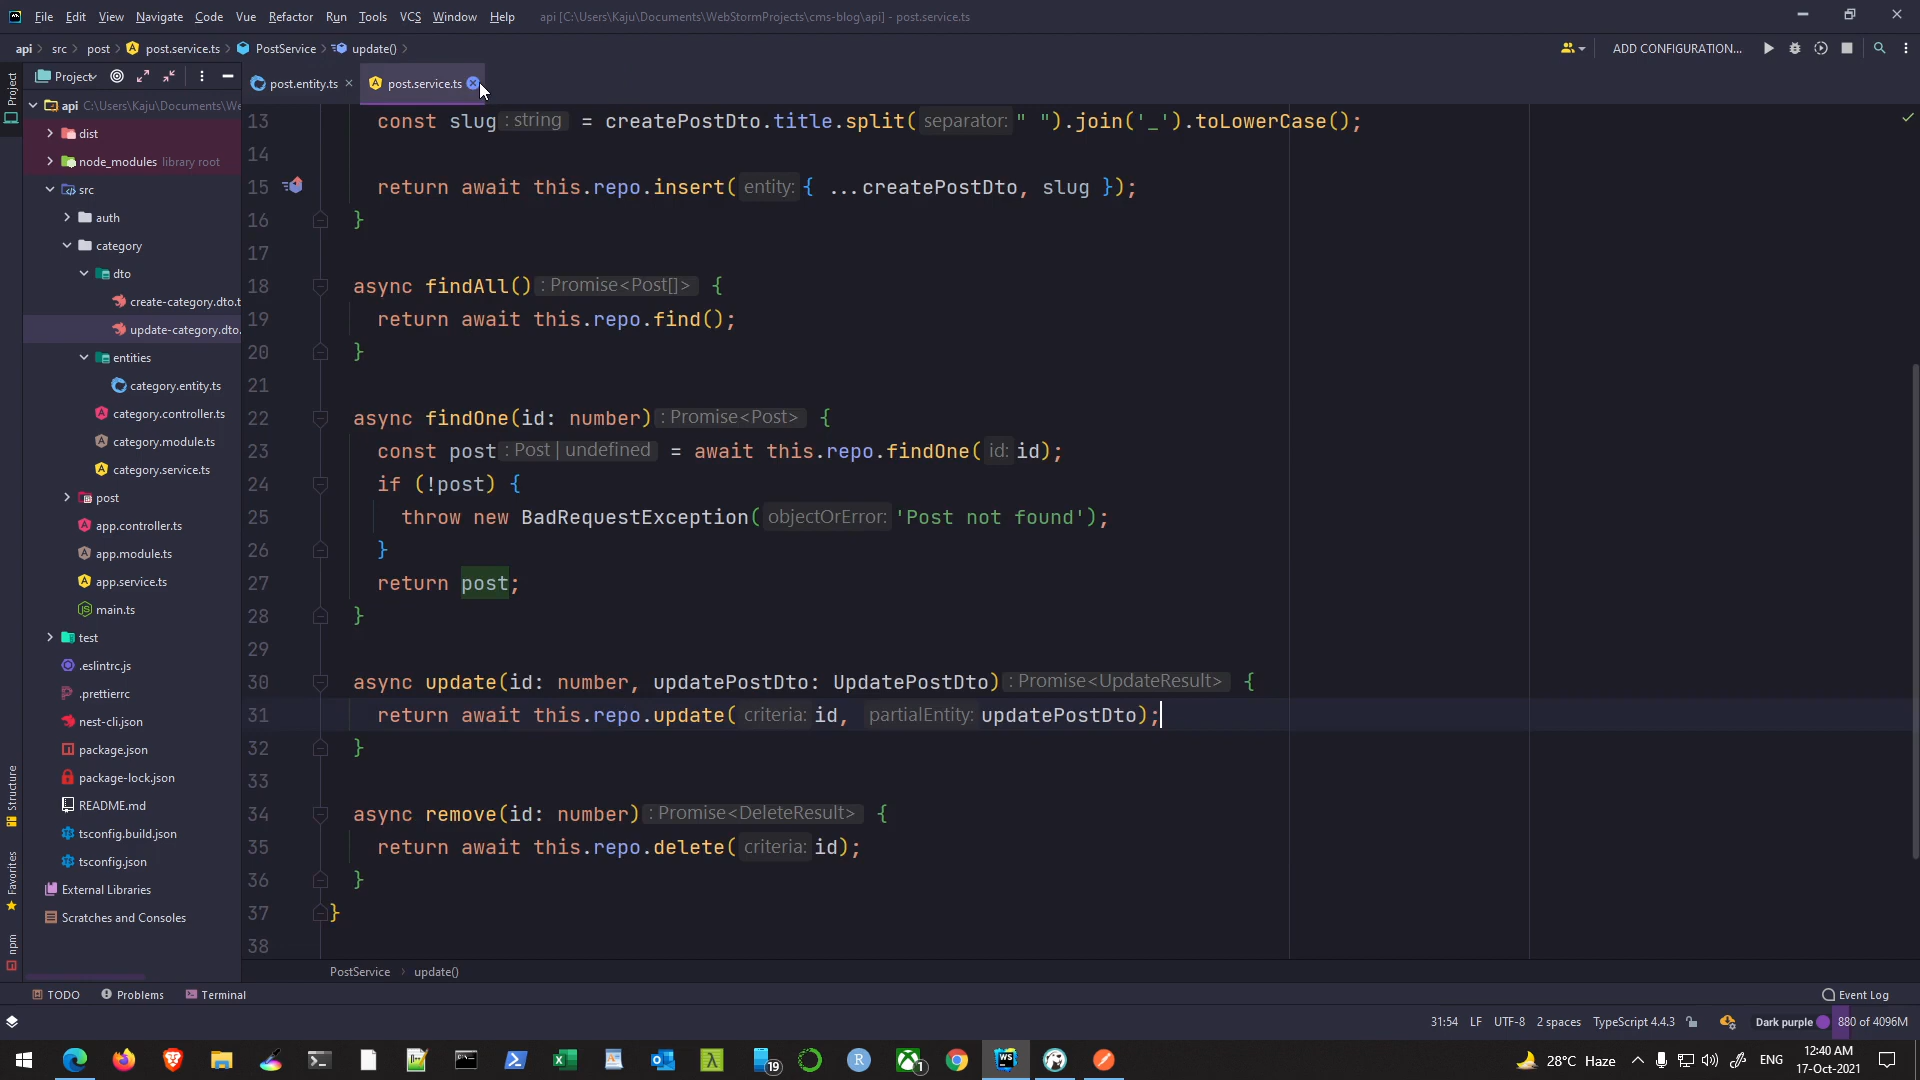 File Edit View Navigate Code Vue Refactor Run Tools VCS Window Help api [C:\Users\Kaju\Documents\WebStormProjects\cms-blog\api] - post.service.ts
api src post post.service.ts PostService update() ADD CONFIGURATION...
Project Project post.entity.ts post.service.ts
api C:\Users\Kaju\Documents\We
dist
node_modules library root
src
auth
category
dto
create-category.dto.t
update-category.dto.
entities
category.entity.ts
category.controller.ts
category.module.ts
category.service.ts
post
app.controller.ts
app.module.ts
app.service.ts
main.ts
test
.eslintrc.js
.prettierrc
nest-cli.json
package.json
package-lock.json
README.md
tsconfig.build.json
tsconfig.json
External Libraries
Scratches and Consoles
Structure
Favorites
npm
13 const slug : string = createPostDto.title.split( separator: " ").join('_').toLowerCase();
14
15 return await this.repo.insert( entity: { ...createPostDto, slug });
16 }
17
18 async findAll() : Promise<Post[]> {
19 return await this.repo.find();
20 }
21
22 async findOne(id: number) : Promise<Post> {
23 const post : Post | undefined = await this.repo.findOne( id: id);
24 if (!post) {
25 throw new BadRequestException( objectOrError: 'Post not found');
26 }
27 return post;
28 }
29
30 async update(id: number, updatePostDto: UpdatePostDto) : Promise<UpdateResult> {
31 return await this.repo.update( criteria: id, partialEntity: updatePostDto);
32 }
33
34 async remove(id: number) : Promise<DeleteResult> {
35 return await this.repo.delete( criteria: id);
36 }
37 }
38
PostService update()
TODO Problems Terminal Event Log
31:54 LF UTF-8 2 spaces TypeScript 4.4.3 Dark purple 880 of 4096M
19 R 1 WS 28°C Haze ENG 12:40 AM
17-Oct-2021